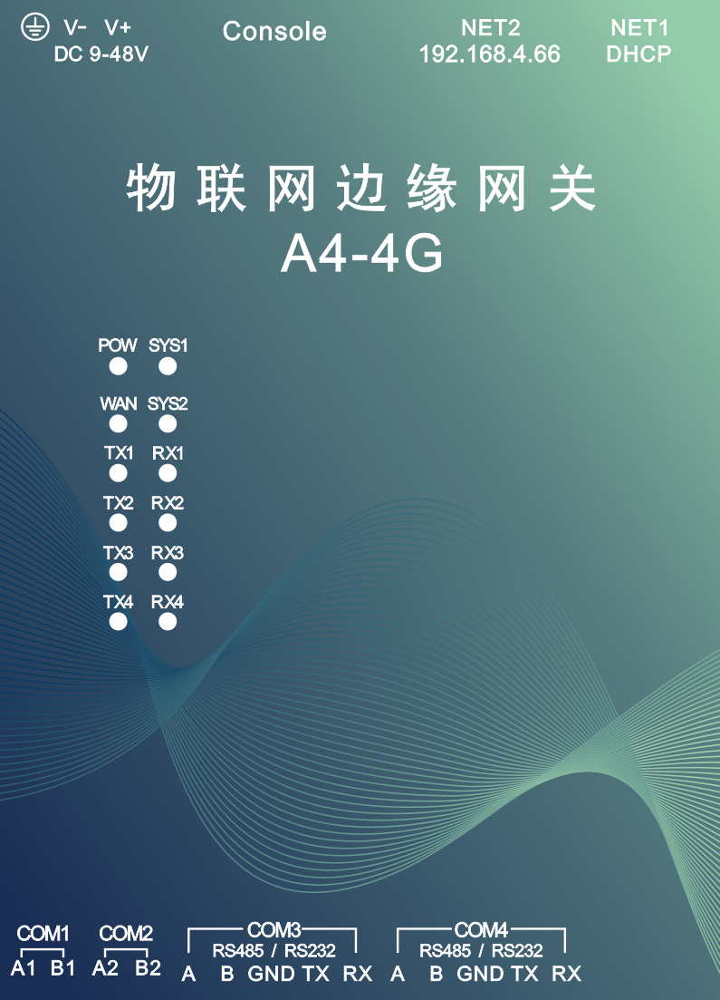 V- V+
DC 9-48V
Console
NET2
192.168.4.66
NET1
DHCP
物联网边缘网关
A4-4G
POW SYS1
WAN SYS2
TX1 RX1
TX2 RX2
TX3 RX3
TX4 RX4
COM1
A1 B1
COM2
A2 B2
COM3
RS485 / RS232
A B GND TX RX
COM4
RS485 / RS232
A B GND TX RX